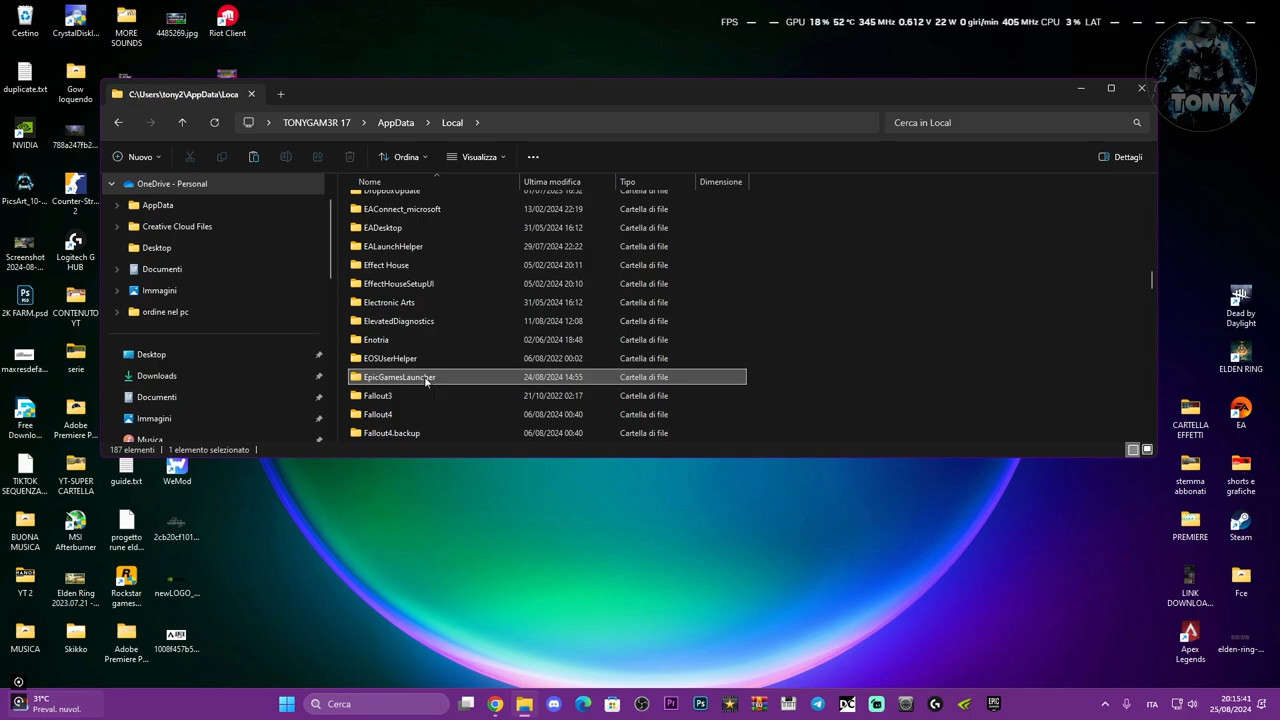 FPS — — GPU 18 % 52 °C 345 MHz 0.612 V 22 W 0 giri/min 405 MHz CPU 3 % LAT — — — — — — —
Cestino
CrystalDiskI...
MORE SOUNDS
4485269.jpg
Riot Client
TONY
duplicate.txt
Gow loquendo
NVIDIA
788a247fb2...
PicsArt_10-...
Counter-Str... 2
Screenshot 2024-08-...
Logitech G HUB
2K FARM.psd
CONTENUTO YT
maxresdefa...
serie
Free Downlo...
Adobe Premiere P...
TIKTOK SEQUENZA...
YT-SUPER CARTELLA
guide.txt
WeMod
BUONA MUSICA
MSI Afterburner
progetto rune eld...
2cb20cf101...
YT 2
Elden Ring 2023.07.21 -...
Rockstar games...
newLOGO_...
MUSICA
Skikko
Adobe Premiere P...
1008f457b5...
C:\Users\tony2\AppData\Loca
TONYGAM3R 17 > AppData > Local >
Cerca in Local
Nuovo
Ordina
Visualizza
Dettagli
OneDrive - Personal
AppData
Creative Cloud Files
Desktop
Documenti
Immagini
ordine nel pc
Desktop
Downloads
Documenti
Immagini
Musica
Nome Ultima modifica Tipo Dimensione
DropboxUpdate 01/07/2023 16:32 Cartella di file
EAConnect_microsoft 13/02/2024 22:19 Cartella di file
EADesktop 31/05/2024 16:12 Cartella di file
EALaunchHelper 29/07/2024 22:22 Cartella di file
Effect House 05/02/2024 20:11 Cartella di file
EffectHouseSetupUI 05/02/2024 20:10 Cartella di file
Electronic Arts 31/05/2024 16:12 Cartella di file
ElevatedDiagnostics 11/08/2024 12:08 Cartella di file
Enotria 02/06/2024 18:48 Cartella di file
EOSUserHelper 06/08/2022 00:02 Cartella di file
EpicGamesLauncher 24/08/2024 14:55 Cartella di file
Fallout3 21/10/2022 02:17 Cartella di file
Fallout4 06/08/2024 00:40 Cartella di file
Fallout4.backup 06/08/2024 00:40 Cartella di file
187 elementi 1 elemento selezionato
Dead by Daylight
ELDEN RING
CARTELLA EFFETTI
EA
stemma abbonati
shorts e grafiche
PREMIERE
Steam
LINK DOWNLOA...
Fce
Apex Legends
elden-ring-...
31°C
Preval. nuvol.
Cerca
ITA
20:15:41
25/08/2024